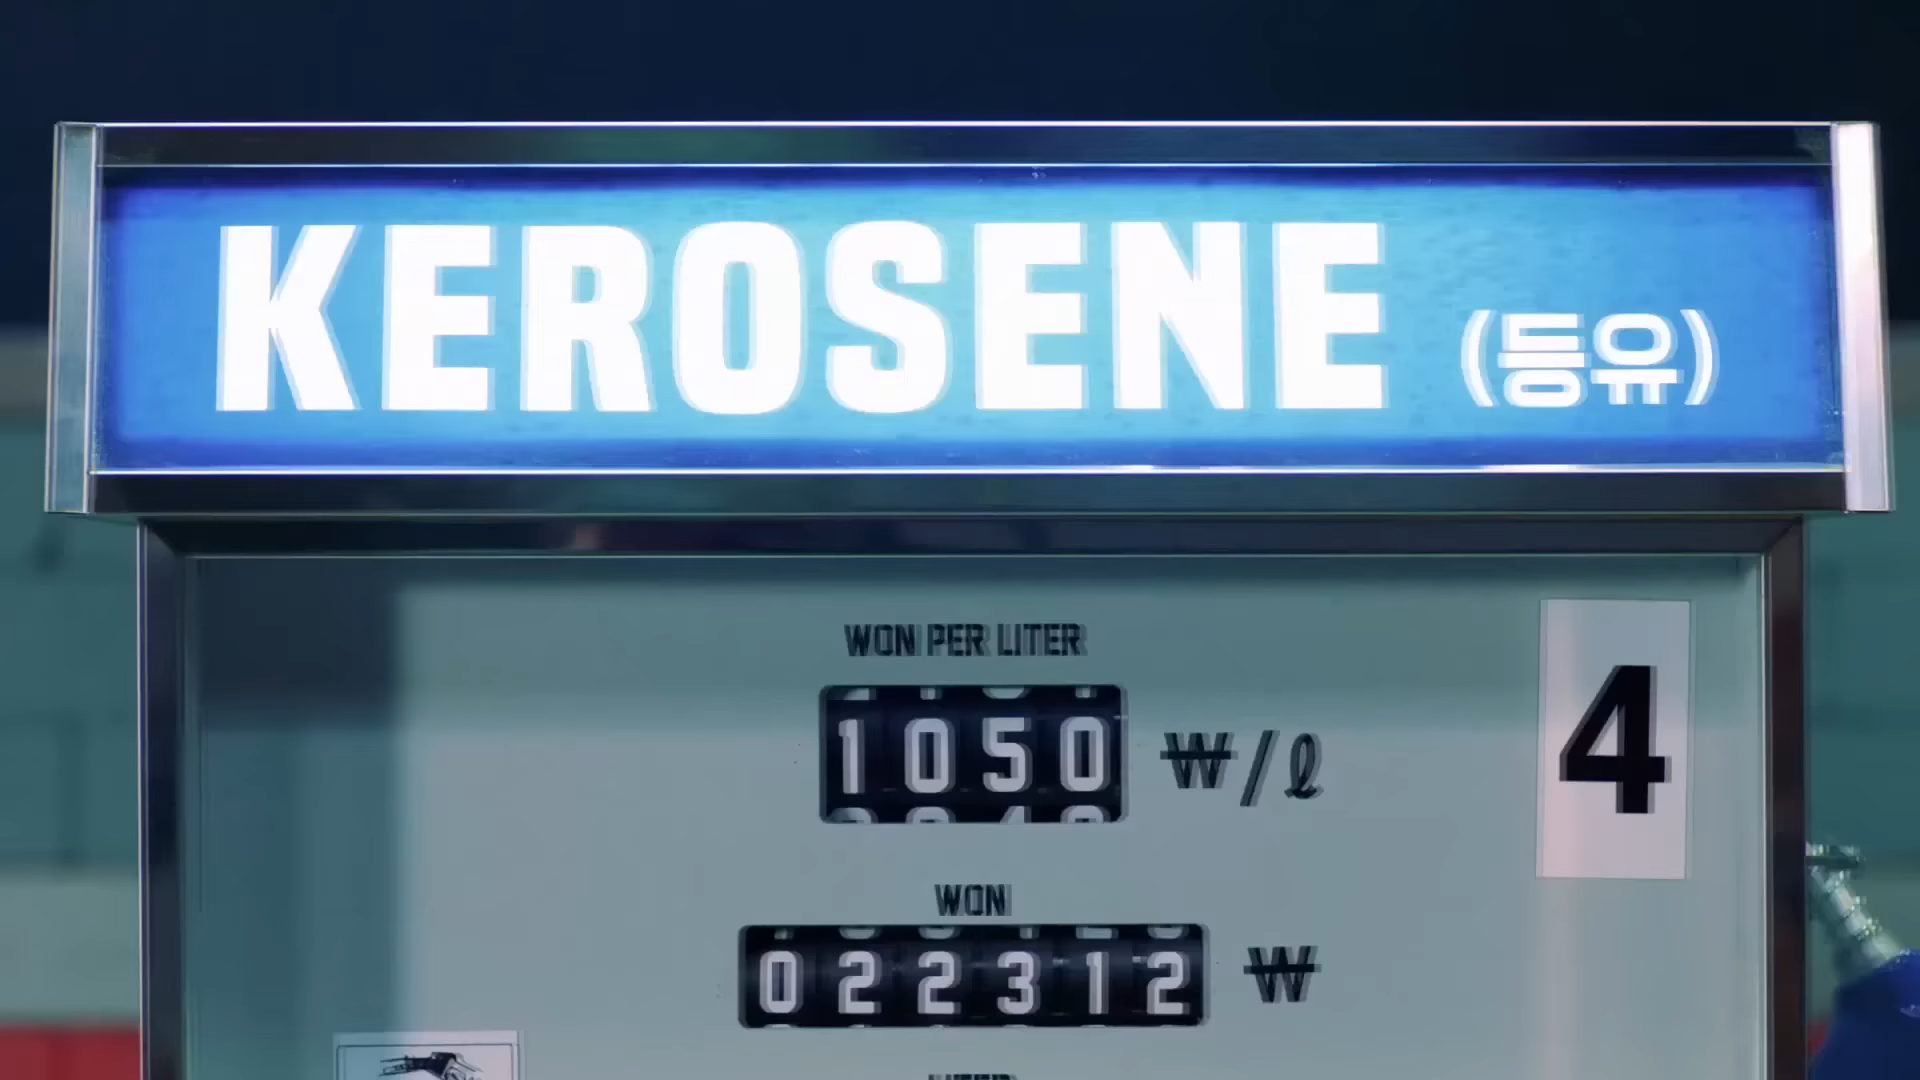 KEROSENE (등유)
WON PER LITER
1050 ₩/ℓ
4
WON
022312 ₩